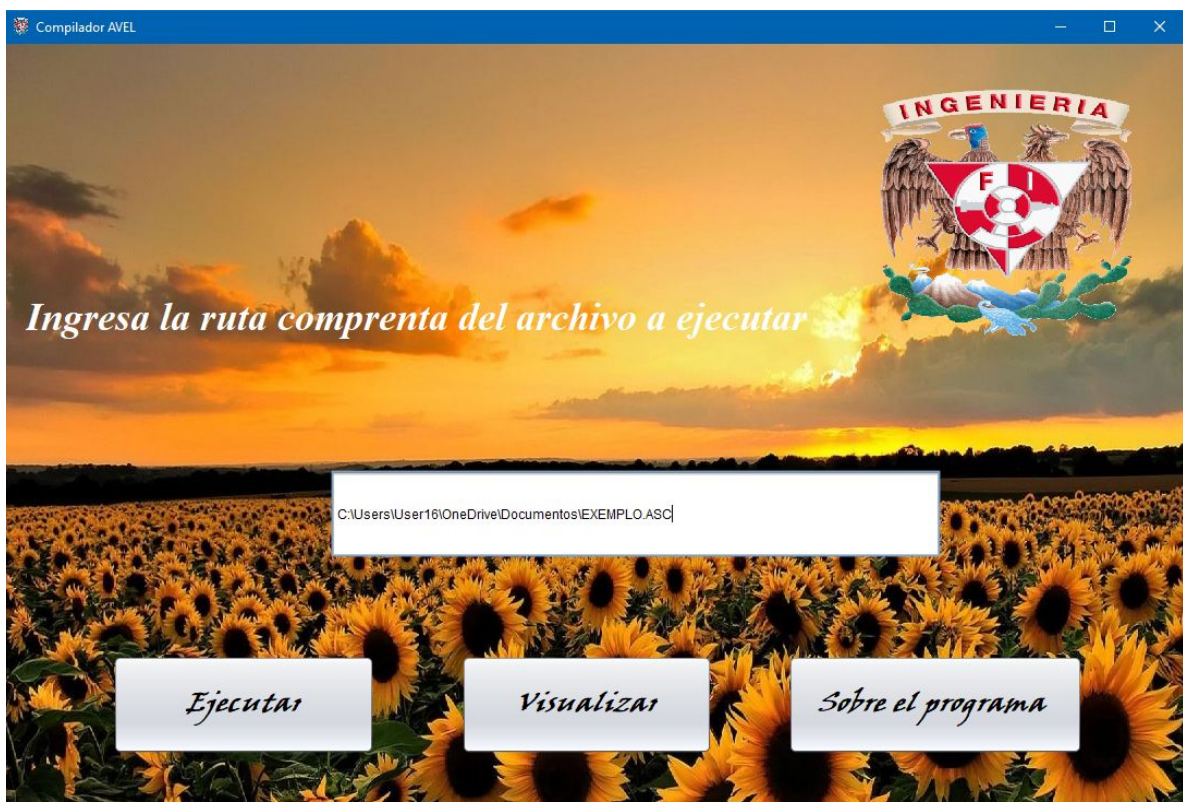 Compilador AVEL
INGENIERIA
F I
Ingresa la ruta comprenta del archivo a ejecutar
C:\Users\User16\OneDrive\Documentos\EXEMPLO.ASC
Ejecutar
Visualizar
Sobre el programa